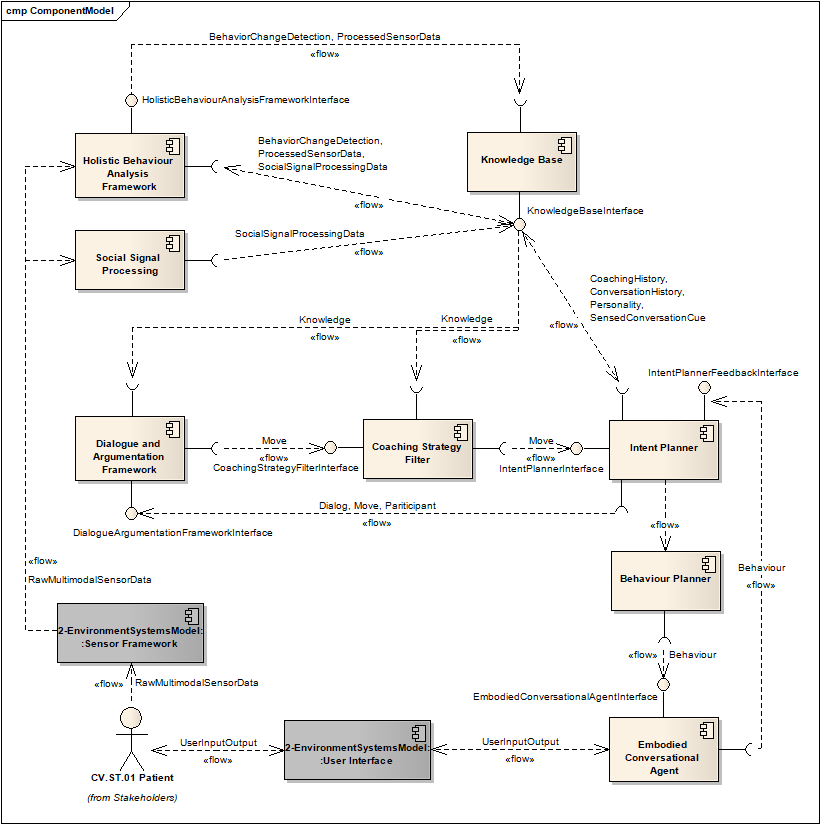 cmp ComponentModel
BehaviorChangeDetection, ProcessedSensorData
«flow»
HolisticBehaviourAnalysisFrameworkInterface
Holistic Behaviour
Analysis
Framework
BehaviorChangeDetection,
ProcessedSensorData,
SocialSignalProcessingData
«flow»
Knowledge Base
KnowledgeBaseInterface
Social Signal
Processing
SocialSignalProcessingData
«flow»
CoachingHistory,
ConversationHistory,
Personality,
SensedConversationCue
«flow»
Knowledge
«flow»
Knowledge
«flow»
IntentPlannerFeedbackInterface
Dialogue and
Argumentation
Framework
Move
«flow»
CoachingStrategyFilterInterface
Coaching Strategy
Filter
Move
«flow»
IntentPlannerInterface
Intent Planner
Dialog, Move, Pariticipant
«flow»
DialogueArgumentationFrameworkInterface
«flow»
«flow»
RawMultimodalSensorData
Behaviour Planner
Behaviour
«flow»
2-EnvironmentSystemsModel:
:Sensor Framework
«flow»
Behaviour
EmbodiedConversationalAgentInterface
«flow»
RawMultimodalSensorData
UserInputOutput
«flow»
2-EnvironmentSystemsModel:
:User Interface
UserInputOutput
«flow»
Embodied
Conversational
Agent
CV.ST.01 Patient
(from Stakeholders)